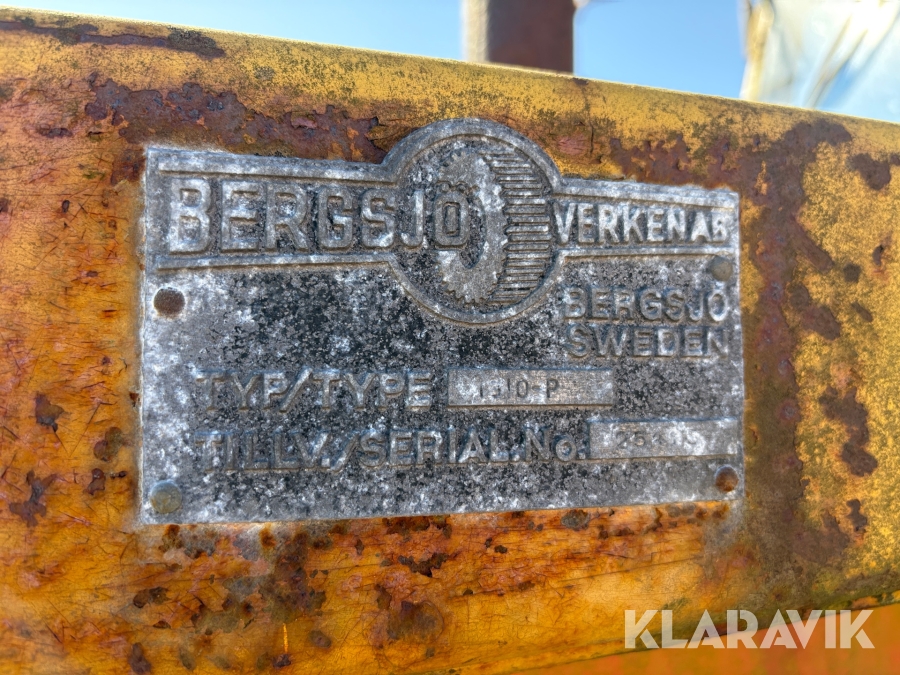 BERGSJÖ VERKEN AB
BERGSJÖ
SWEDEN
TYP/TYPE
TILLV./SERIAL No.
KLARAVIK